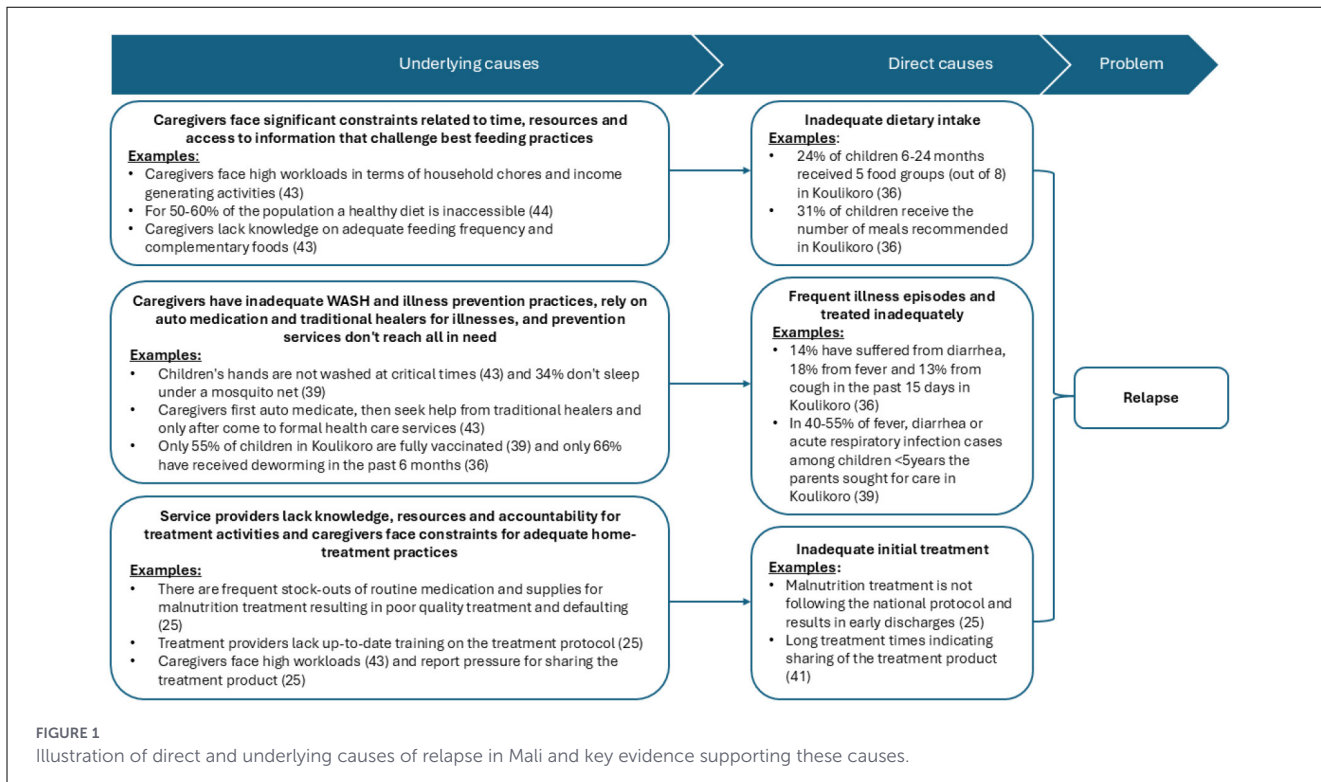 Underlying causes
Direct causes
Problem
Caregivers face significant constraints related to time, resources and
access to information that challenge best feeding practices
Examples:
• Caregivers face high workloads in terms of household chores and income
generating activities (43)
• For 50-60% of the population a healthy diet is inaccessible (44)
• Caregivers lack knowledge on adequate feeding frequency and
complementary foods (43)
Inadequate dietary intake
Examples:
• 24% of children 6-24 months
received 5 food groups (out of 8)
in Koulikoro (36)
• 31% of children receive the
number of meals recommended
in Koulikoro (36)
Caregivers have inadequate WASH and illness prevention practices, rely on
auto medication and traditional healers for illnesses, and prevention
services don't reach all in need
Examples:
• Children's hands are not washed at critical times (43) and 34% don't sleep
under a mosquito net (39)
• Caregivers first auto medicate, then seek help from traditional healers and
only after come to formal health care services (43)
• Only 55% of children in Koulikoro are fully vaccinated (39) and only 66%
have received deworming in the past 6 months (36)
Frequent illness episodes and
treated inadequately
Examples:
• 14% have suffered from diarrhea,
18% from fever and 13% from
cough in the past 15 days in
Koulikoro (36)
• In 40-55% of fever, diarrhea or
acute respiratory infection cases
among children <5years the
parents sought for care in
Koulikoro (39)
Relapse
Service providers lack knowledge, resources and accountability for
treatment activities and caregivers face constraints for adequate home-
treatment practices
Examples:
• There are frequent stock-outs of routine medication and supplies for
malnutrition treatment resulting in poor quality treatment and defaulting
(25)
• Treatment providers lack up-to-date training on the treatment protocol (25)
• Caregivers face high workloads (43) and report pressure for sharing the
treatment product (25)
Inadequate initial treatment
Examples:
• Malnutrition treatment is not
following the national protocol and
results in early discharges (25)
• Long treatment times indicating
sharing of the treatment product
(41)
FIGURE 1
Illustration of direct and underlying causes of relapse in Mali and key evidence supporting these causes.